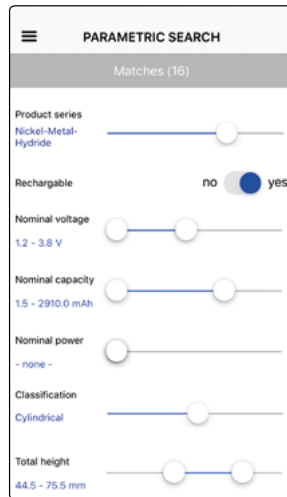 PARAMETRIC SEARCH
Matches (16)
Product series
Nickel-Metal-
Hydride
Rechargable no yes
Nominal voltage
1.2 - 3.8 V
Nominal capacity
1.5 - 2910.0 mAh
Nominal power
- none -
Classification
Cylindrical
Total height
44.5 - 75.5 mm